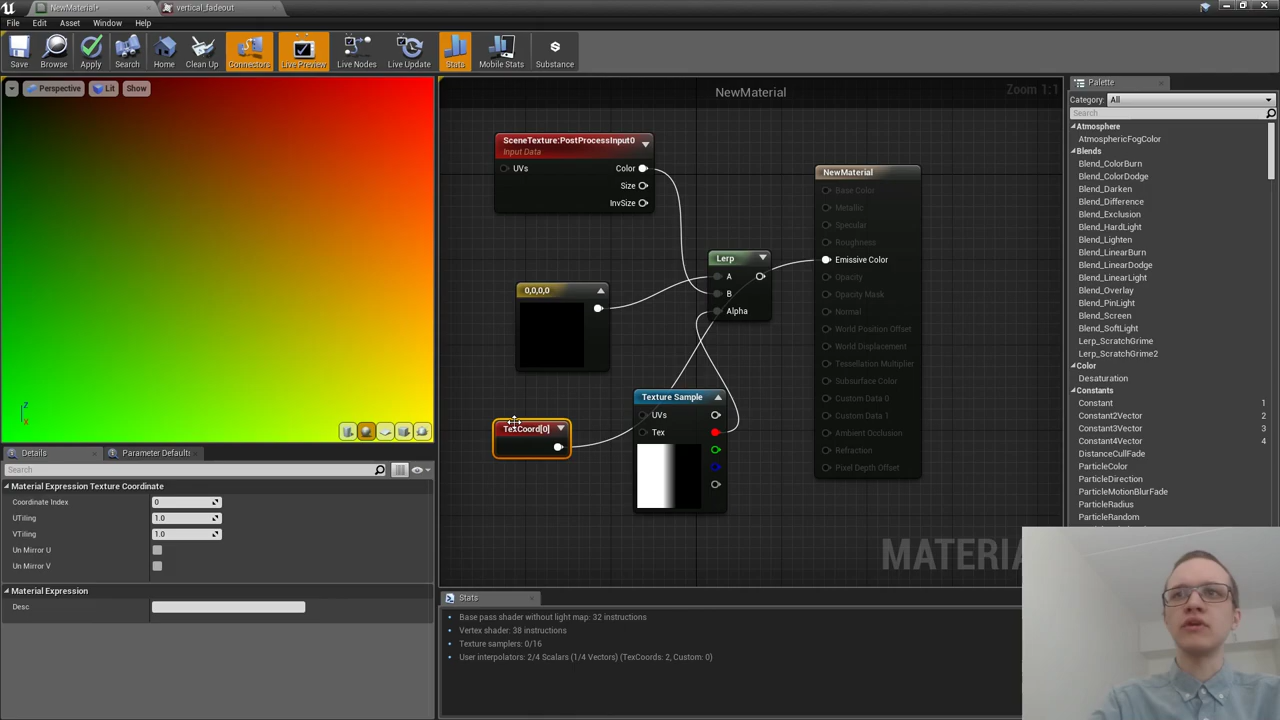 NewMaterial*
vertical_fadeout
File Edit Asset Window Help
Save Browse Apply Search Home Clean Up Connectors Live Preview Live Nodes Live Update Stats Mobile Stats Substance
Perspective Lit Show
NewMaterial
Zoom 1:1
SceneTexture:PostProcessInput0
Input Data
UVs
Color
Size
InvSize
0,0,0,0
TexCoord[0]
Texture Sample
UVs
Tex
Lerp
A
B
Alpha
NewMaterial
Base Color
Metallic
Specular
Roughness
Emissive Color
Opacity
Opacity Mask
Normal
World Position Offset
World Displacement
Tessellation Multiplier
Subsurface Color
Custom Data 0
Custom Data 1
Ambient Occlusion
Refraction
Pixel Depth Offset
MATERIA
Z
X
Palette
Category: All
Search
Atmosphere
AtmosphericFogColor
Blends
Blend_ColorBurn
Blend_ColorDodge
Blend_Darken
Blend_Difference
Blend_Exclusion
Blend_HardLight
Blend_Lighten
Blend_LinearBurn
Blend_LinearDodge
Blend_LinearLight
Blend_Overlay
Blend_PinLight
Blend_Screen
Blend_SoftLight
Lerp_ScratchGrime
Lerp_ScratchGrime2
Color
Desaturation
Constants
Constant 1
Constant2Vector 2
Constant3Vector 3
Constant4Vector 4
DistanceCullFade
ParticleColor
ParticleDirection
ParticleMotionBlurFade
ParticleRadius
ParticleRandom
Details
Parameter Default:
Search
Material Expression Texture Coordinate
Coordinate Index 0
UTiling 1.0
VTiling 1.0
Un Mirror U
Un Mirror V
Material Expression
Desc
Stats
Base pass shader without light map: 32 instructions
Vertex shader: 38 instructions
Texture samplers: 0/16
User interpolators: 2/4 Scalars (1/4 Vectors) (TexCoords: 2, Custom: 0)